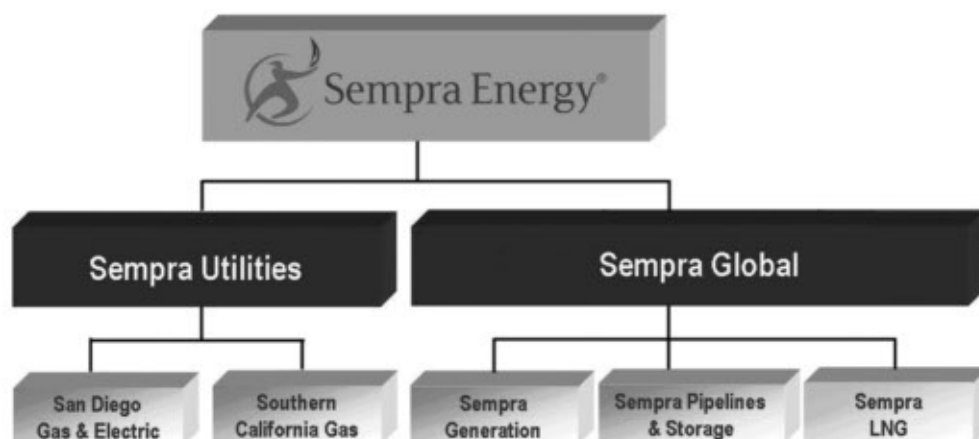 Sempra Energy®
Sempra Utilities
Sempra Global
San Diego
Gas & Electric
Southern
California Gas
Sempra
Generation
Sempra Pipelines
& Storage
Sempra
LNG